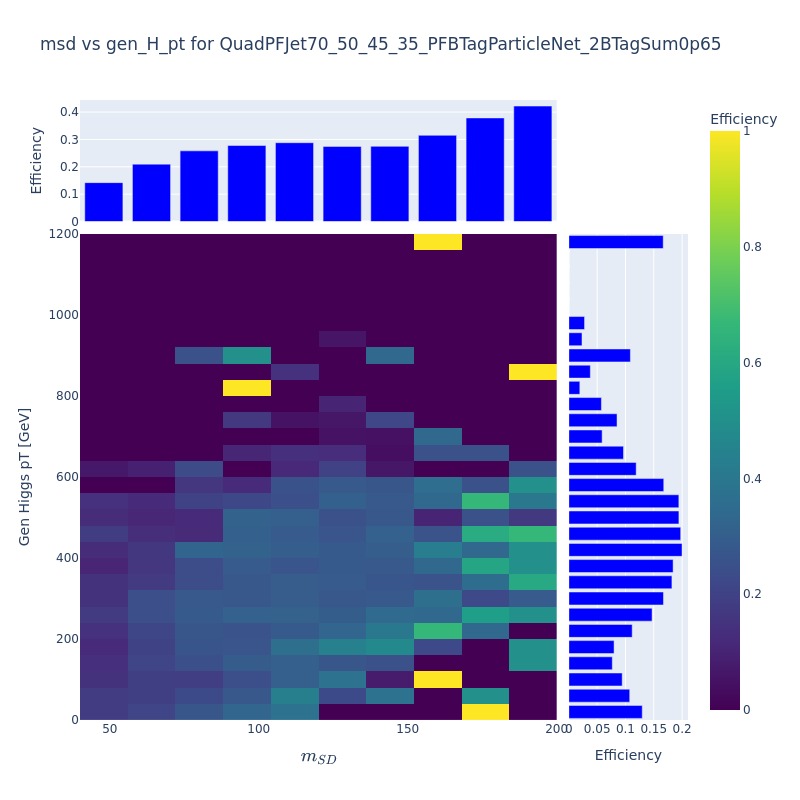 msd vs gen_H_pt for QuadPFJet70_50_45_35_PFBTagParticleNet_2BTagSum0p65
Efficiency
0.4
0.3
0.2
0.1
0
Efficiency
1
0.8
0.6
0.4
0.2
0
Gen Higgs pT [GeV]
1200
1000
800
600
400
200
0
50 100 150 200
m_{SD}
0 0.05 0.1 0.15 0.2
Efficiency